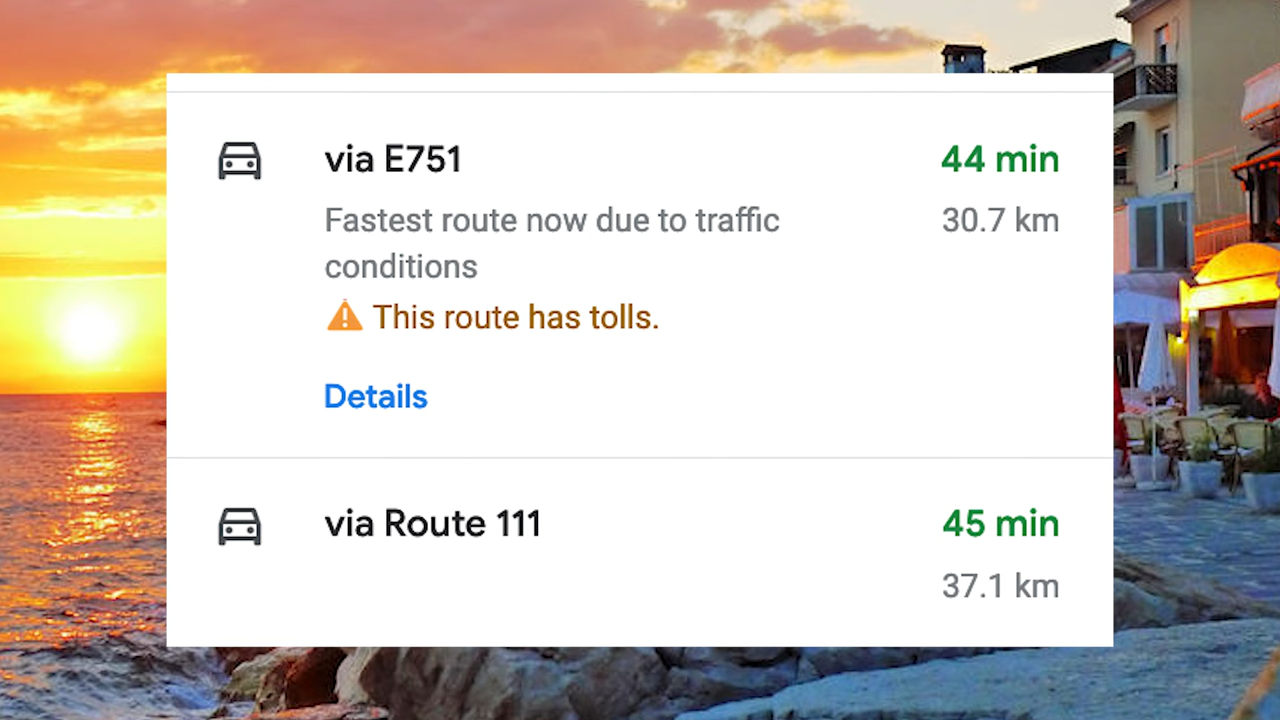 via E751
44 min
Fastest route now due to traffic
30.7 km
conditions
This route has tolls.
Details
via Route 111
45 min
37.1 km